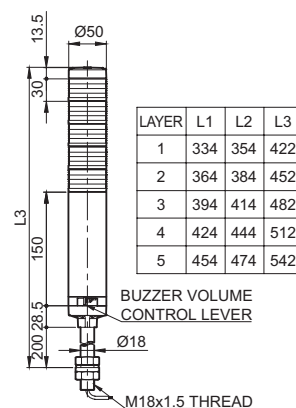 Ø50
13.5
30
L3
150
28.5
200
LAYER L1 L2 L3
1 334 354 422
2 364 384 452
3 394 414 482
4 424 444 512
5 454 474 542
BUZZER VOLUME
CONTROL LEVER
Ø18
M18x1.5 THREAD